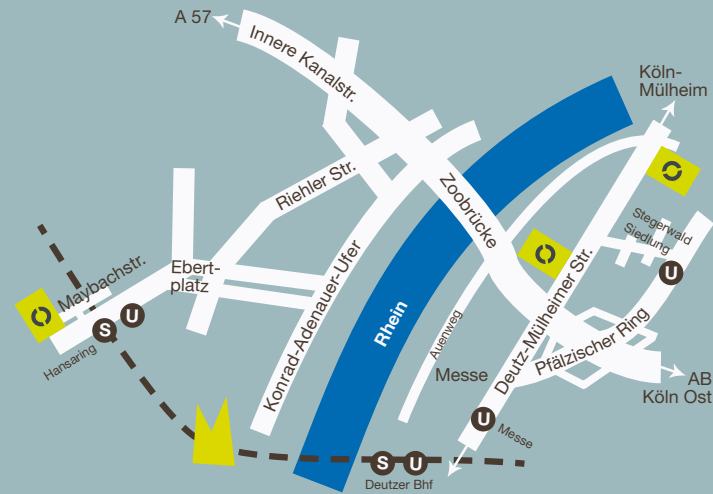 A 57
Innere Kanalstr.
Köln-
Mülheim
Riehler Str.
Zoobrücke
Stegerwald
Siedlung
U
Maybachstr.
Ebert-
platz
S
U
Hansaring
Konrad-Adenauer-Ufer
Rhein
Auenweg
Deutz-Mülheimer Str.
Pfälzischer Ring
Messe
AB
Köln Ost
U
Messe
S
U
Deutzer Bhf